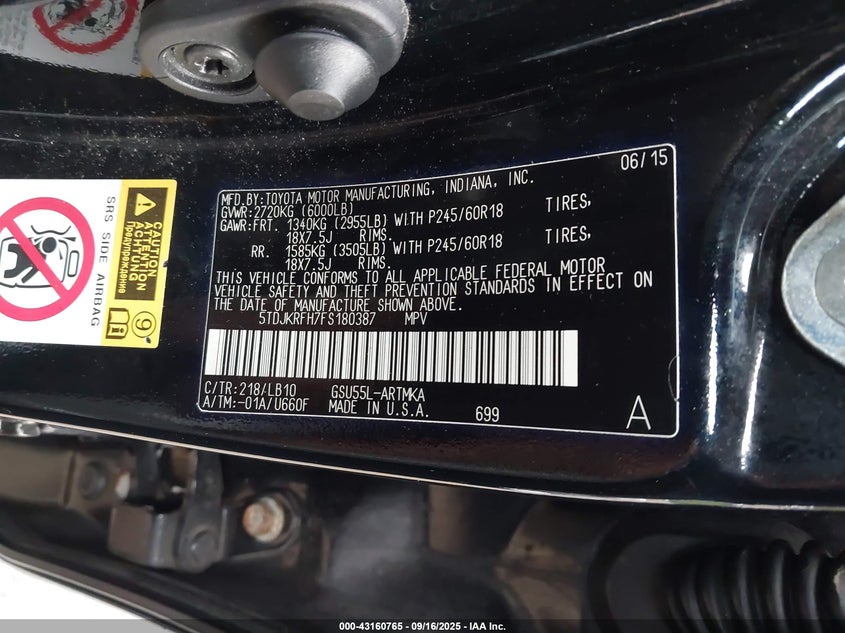 06/15
MFD.BY:TOYOTA MOTOR MANUFACTURING, INDIANA, INC.
GVWR:2720KG (6000LB)
GAWR:FRT. 1340KG (2955LB) WITH P245/60R18 TIRES,
18X7.5J RIMS.
RR. 1585KG (3505LB) WITH P245/60R18 TIRES,
18X7.5J RIMS.
THIS VEHICLE CONFORMS TO ALL APPLICABLE FEDERAL MOTOR
VEHICLE SAFETY AND THEFT PREVENTION STANDARDS IN EFFECT ON
THE DATE OF MANUFACTURE SHOWN ABOVE.
5TDJKRFH7FS180387 MPV
C/TR:218/LB10 GSU55L-ARTMKA
A/TM:-01A/U660F MADE IN U.S.A. 699
A
SRS SIDE AIRBAG
CAUTION
ATTENTION
ACHTUNG
Предупреждение
9
000-43160765 - 09/16/2025 - IAA Inc.